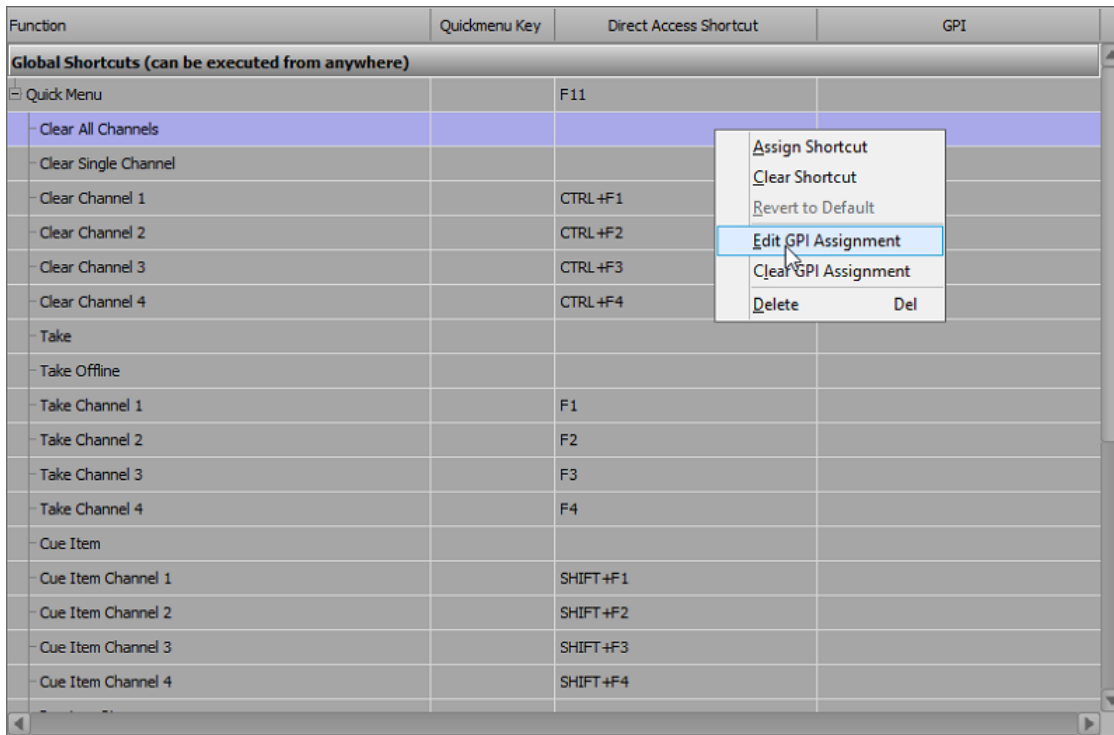 Function Quickmenu Key Direct Access Shortcut GPI
Global Shortcuts (can be executed from anywhere)
Quick Menu F11
Clear All Channels
Clear Single Channel
Clear Channel 1 CTRL+F1
Clear Channel 2 CTRL+F2
Clear Channel 3 CTRL+F3
Clear Channel 4 CTRL+F4
Take
Take Offline
Take Channel 1 F1
Take Channel 2 F2
Take Channel 3 F3
Take Channel 4 F4
Cue Item
Cue Item Channel 1 SHIFT+F1
Cue Item Channel 2 SHIFT+F2
Cue Item Channel 3 SHIFT+F3
Cue Item Channel 4 SHIFT+F4
Assign Shortcut
Clear Shortcut
Revert to Default
Edit GPI Assignment
Clear GPI Assignment
Delete Del